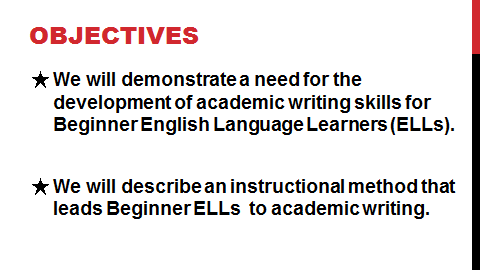 OBJECTIVES
★ We will demonstrate a need for the
development of academic writing skills for
Beginner English Language Learners (ELLs).
★ We will describe an instructional method that
leads Beginner ELLs  to academic writing.